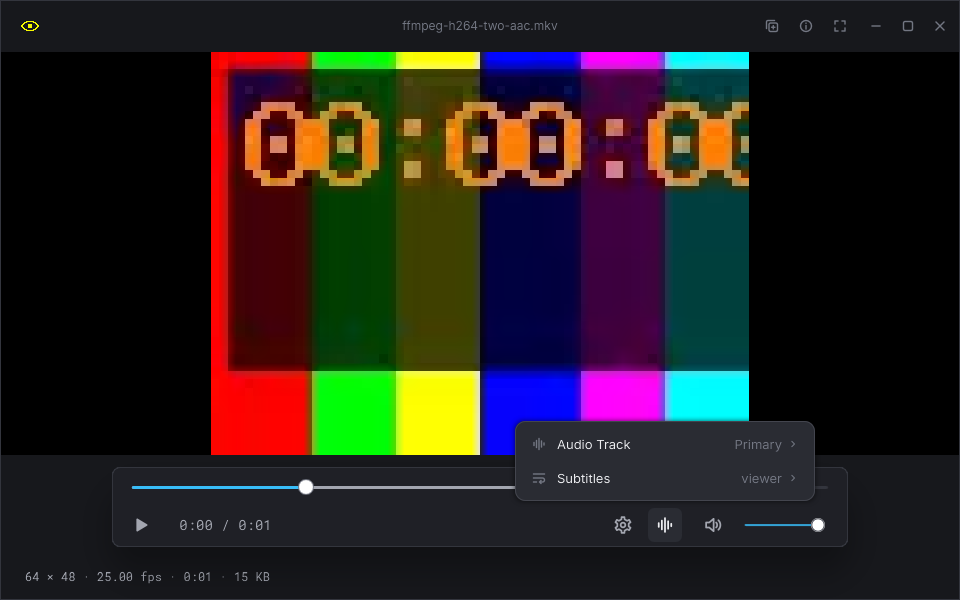 ffmpeg-h264-two-aac.mkv
00:00:0
Audio Track Primary
Subtitles viewer
0:00 / 0:01
64 × 48 · 25.00 fps · 0:01 · 15 KB